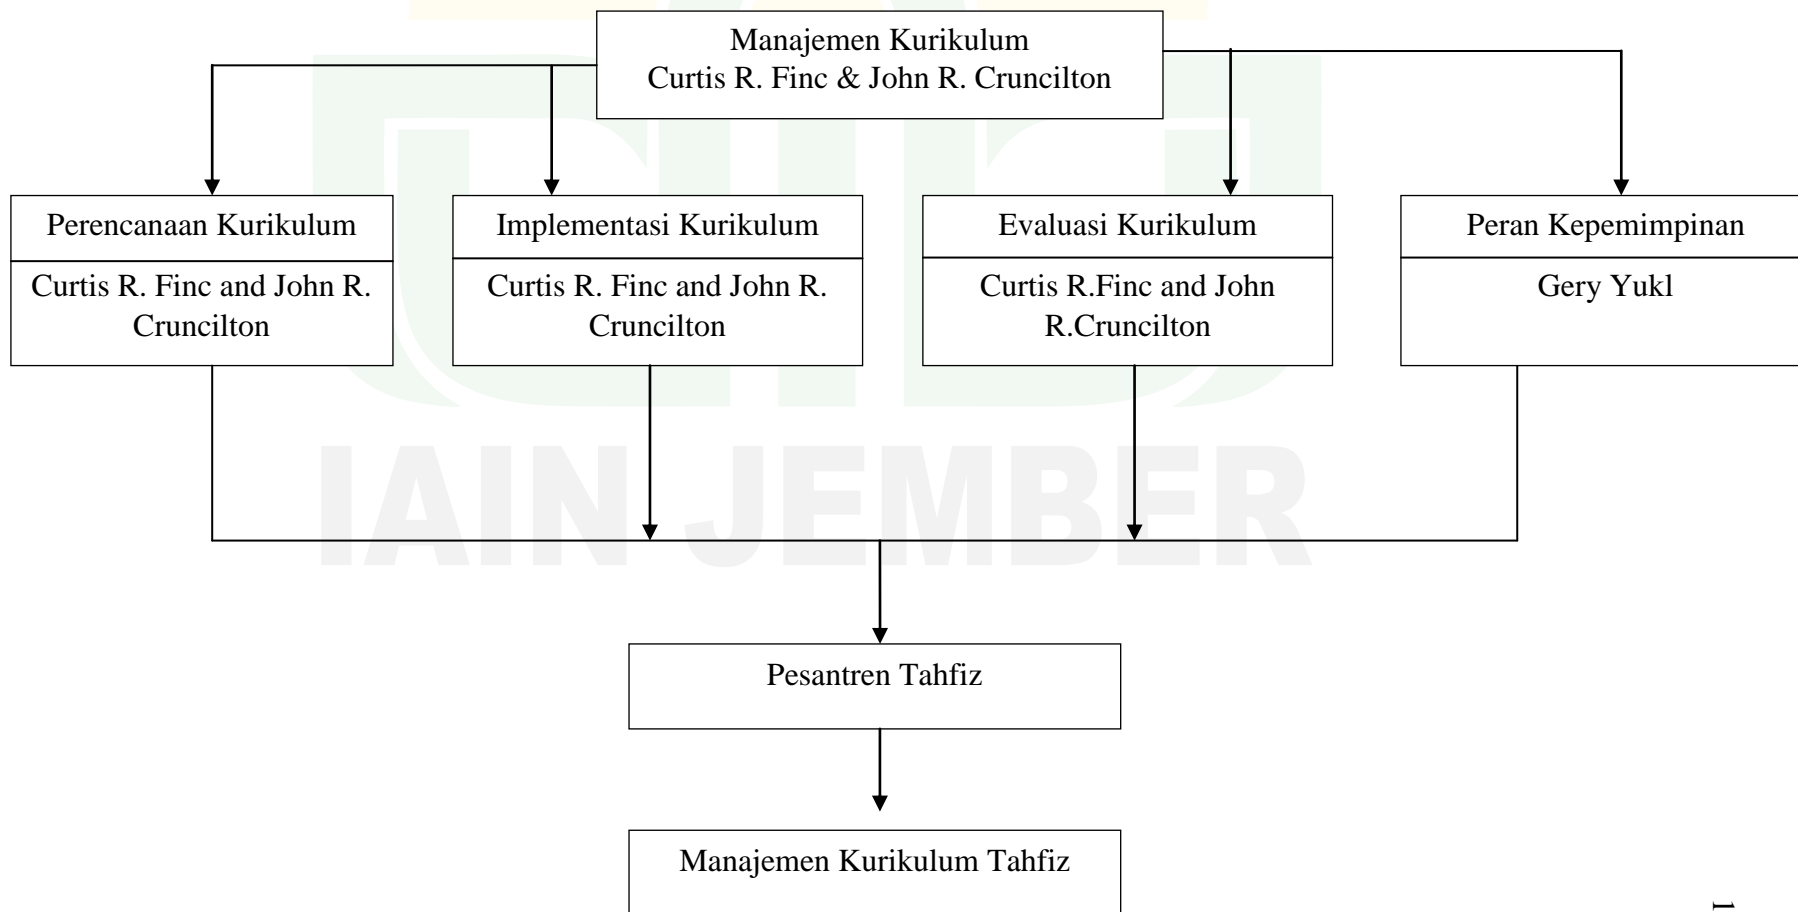 Manajemen Kurikulum
Curtis R. Finc & John R. Cruncilton
Perencanaan Kurikulum
Curtis R. Finc and John R.
Cruncilton
Implementasi Kurikulum
Curtis R. Finc and John R.
Cruncilton
Evaluasi Kurikulum
Curtis R.Finc and John
R.Cruncilton
Peran Kepemimpinan
Gery Yukl
IAIN JEMBER
Pesantren Tahfiz
Manajemen Kurikulum Tahfiz
1